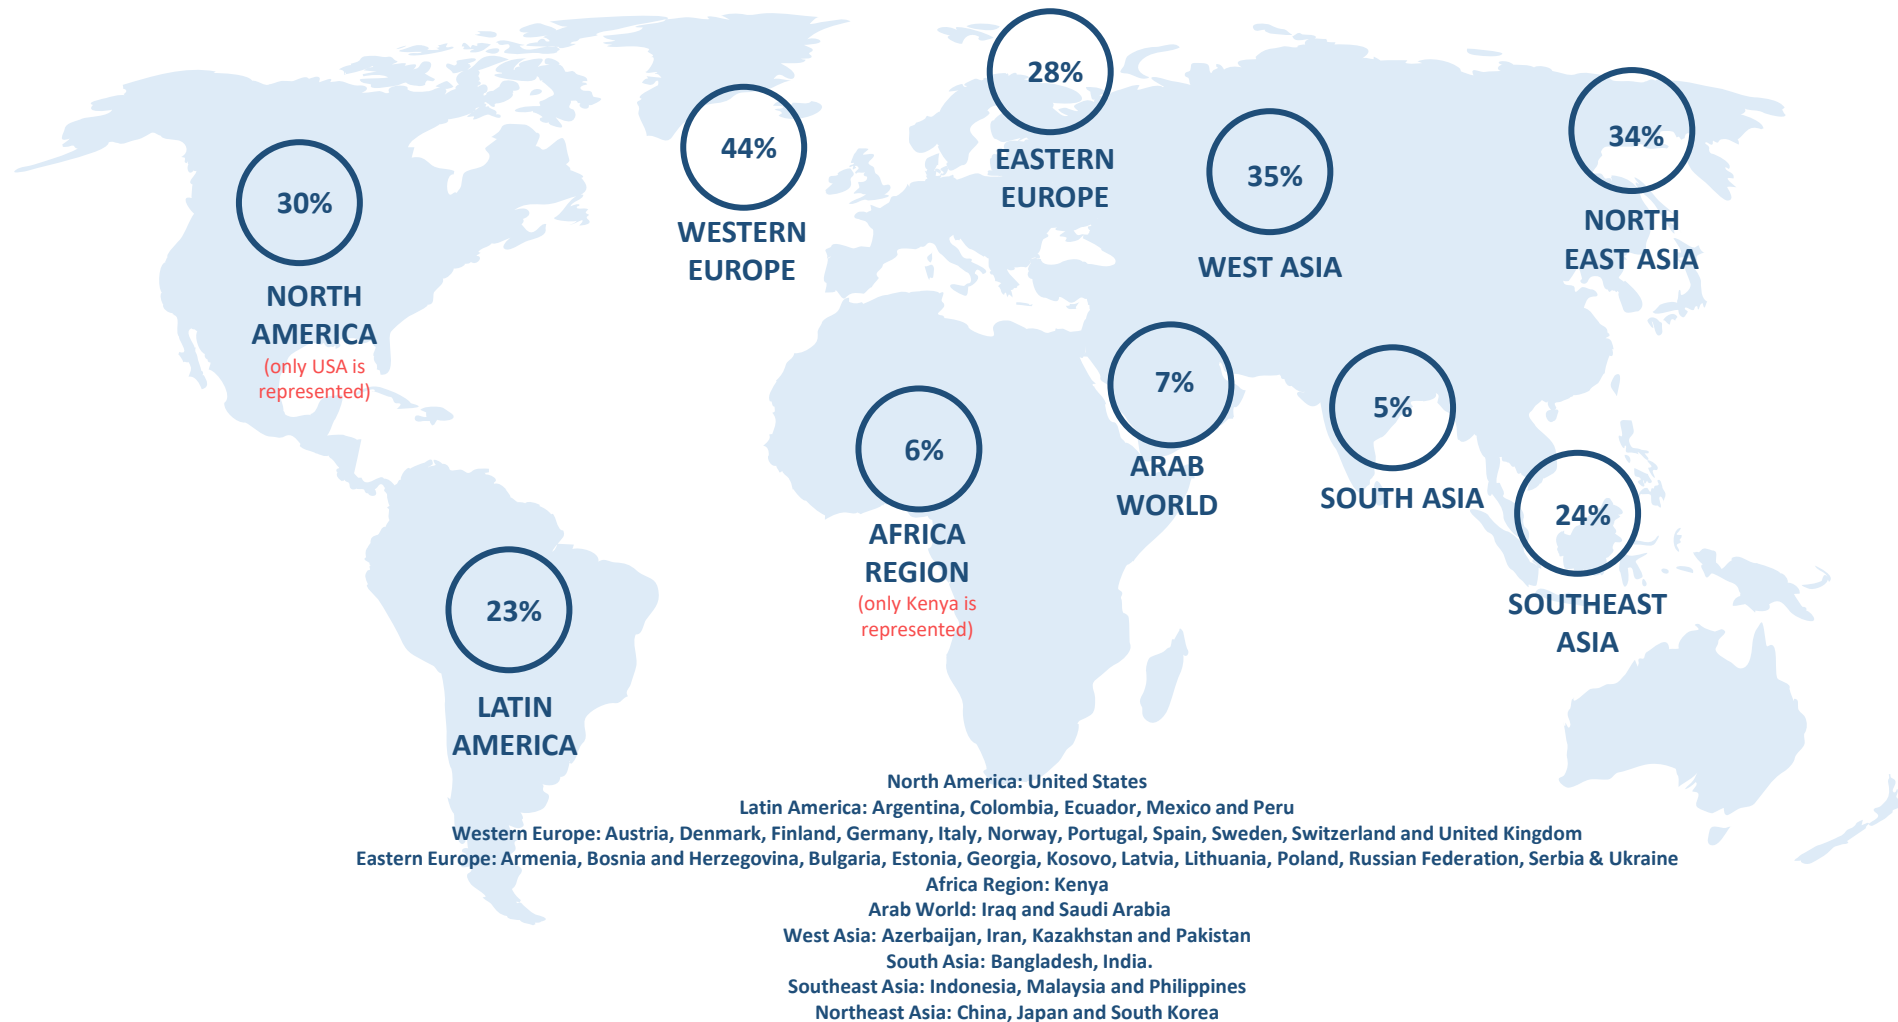 28%
EASTERN
EUROPE
44%
WESTERN
EUROPE
34%
NORTH
EAST ASIA
35%
WEST ASIA
30%
NORTH
AMERICA
(only USA is
represented)
7%
ARAB
WORLD
5%
SOUTH ASIA
6%
AFRICA
REGION
(only Kenya is
represented)
24%
SOUTHEAST
ASIA
23%
LATIN
AMERICA
North America: United States
Latin America: Argentina, Colombia, Ecuador, Mexico and Peru
Western Europe: Austria, Denmark, Finland, Germany, Italy, Norway, Portugal, Spain, Sweden, Switzerland and United Kingdom
Eastern Europe: Armenia, Bosnia and Herzegovina, Bulgaria, Estonia, Georgia, Kosovo, Latvia, Lithuania, Poland, Russian Federation, Serbia & Ukraine
Africa Region: Kenya
Arab World: Iraq and Saudi Arabia
West Asia: Azerbaijan, Iran, Kazakhstan and Pakistan
South Asia: Bangladesh, India.
Southeast Asia: Indonesia, Malaysia and Philippines
Northeast Asia: China, Japan and South Korea